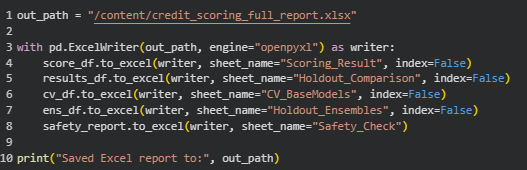 1 out_path = "/content/credit_scoring_full_report.xlsx"
2
3 with pd.ExcelWriter(out_path, engine="openpyxl") as writer:
4     score_df.to_excel(writer, sheet_name="Scoring_Result", index=False)
5     results_df.to_excel(writer, sheet_name="Holdout_Comparison", index=False)
6     cv_df.to_excel(writer, sheet_name="CV_BaseModels", index=False)
7     ens_df.to_excel(writer, sheet_name="Holdout_Ensembles", index=False)
8     safety_report.to_excel(writer, sheet_name="Safety_Check")
9
10 print("Saved Excel report to:", out_path)